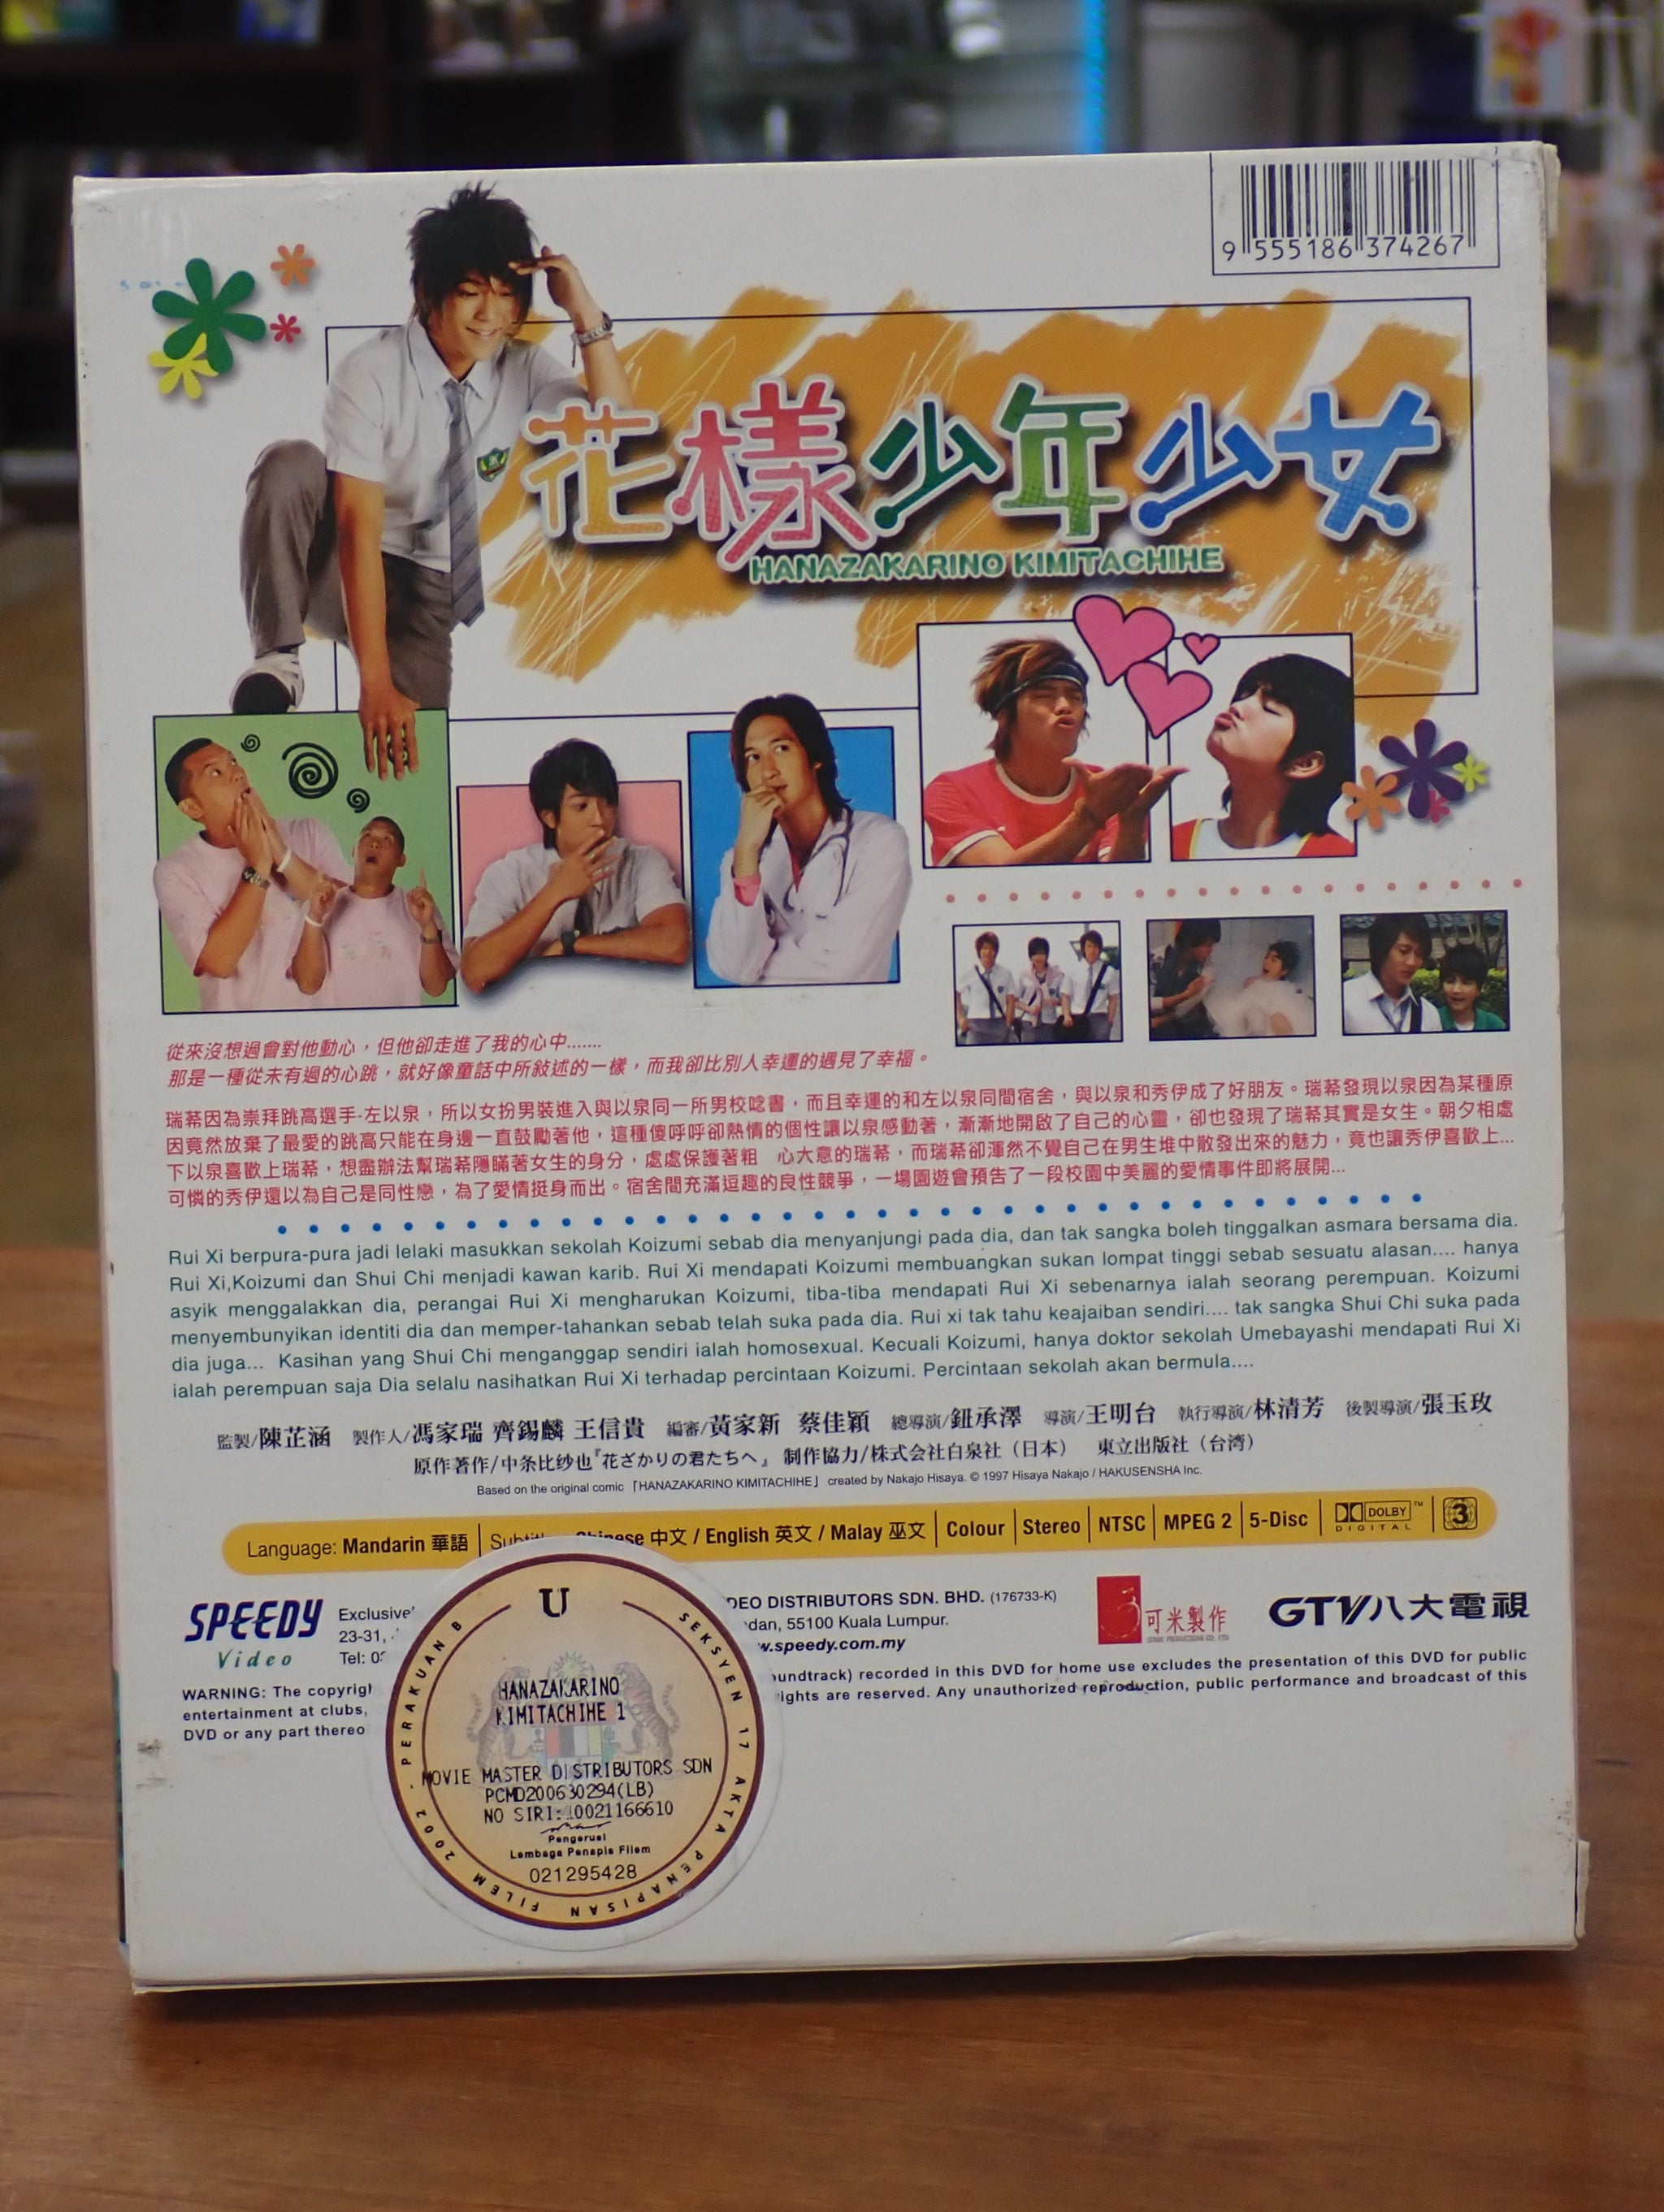 9 555186 374267
花樣少年少女
HANAZAKARINO KIMITACHIHE
從來沒想過會對他動心，但他卻走進了我的心中.......
那是一種從未有過的心跳，就好像童話中所敍述的一樣，而我卻比別人幸運的遇見了幸福。
瑞蓦因為崇拜跳高選手-左以泉，所以女扮男裝進入與以泉同一所男校唸書，而且幸運的和左以泉同間宿舍，與以泉和秀伊成了好朋友。瑞蓦發現以泉因為某種原
因竟然放棄了最愛的跳高只能在身邊一直鼓勵著他，這種傻呼呼卻熱情的個性讓以泉感動著，漸漸地開啟了自己的心靈，卻也發現了瑞蓦其實是女生。朝夕相處
下以泉喜歡上瑞蓦，想盡辦法幫瑞蓦隱瞞著女生的身分，處處保護著粗 心大意的瑞蓦，而瑞蓦卻渾然不覺自己在男生堆中散發出來的魅力，竟也讓秀伊喜歡上...
可憐的秀伊還以為自己是同性戀，為了愛情挺身而出。宿舍間充滿逗趣的良性競爭，一場園遊會預告了一段校園中美麗的愛情事件即將展開...
Rui Xi berpura-pura jadi lelaki masukkan sekolah Koizumi sebab dia menyanjungi pada dia, dan tak sangka boleh tinggalkan asmara bersama dia.
Rui Xi,Koizumi dan Shui Chi menjadi kawan karib. Rui Xi mendapati Koizumi membuangkan sukan lompat tinggi sebab sesuatu alasan.... hanya
asyik menggalakkan dia, perangai Rui Xi mengharukan Koizumi, tiba-tiba mendapati Rui Xi sebenarnya ialah seorang perempuan. Koizumi
menyembunyikan identiti dia dan memper-tahankan sebab telah suka pada dia. Rui xi tak tahu keajaiban sendiri.... tak sangka Shui Chi suka pada
dia juga... Kasihan yang Shui Chi menganggap sendiri ialah homosexual. Kecuali Koizumi, hanya doktor sekolah Umebayashi mendapati Rui Xi
ialah perempuan saja Dia selalu nasihatkan Rui Xi terhadap percintaan Koizumi. Percintaan sekolah akan bermula....
監製/陳芷涵 製作人/馮家瑞 齊錫麟 王信貴 編審/黃家新 蔡佳穎 總導演/鈕承澤 導演/王明台 執行導演/林清芳 後製導演/張玉玫
原作著作/中条比紗也『花ざかりの君たちへ』 制作協力/株式会社白泉社（日本） 東立出版社（台湾）
Based on the original comic 「HANAZAKARINO KIMITACHIHE」 created by Nakajo Hisaya. © 1997 Hisaya Nakajo / HAKUSENSHA Inc.
Language: Mandarin 華語 中文 / English 英文 / Malay 巫文 Colour Stereo NTSC MPEG 2 5-Disc DOLBY DIGITAL ™ 3
SPEEDY Video
23-31,
Tel:
DISTRIBUTORS SDN. BHD. (176733-K)
55100 Kuala Lumpur.
.speedy.com.my
可米製作
GTV八大電視
WARNING: The soundtrack) recorded in this DVD for home use excludes the presentation of this DVD for public
entertainment at clubs, rights are reserved. Any unauthorized reproduction, public performance and broadcast of this
DVD or any part
U
PERAKUAN B SEKSYEN 17 AKTA PENAPISAN FILEM 2002
HANAZAKARINO
KIMITACHIHE 1
MOVIE MASTER DISTRIBUTORS SDN
PCMD200630294(LB)
NO SIRI: 0021166610
Pengerusi
Lembaga Penapis Filem
021295428